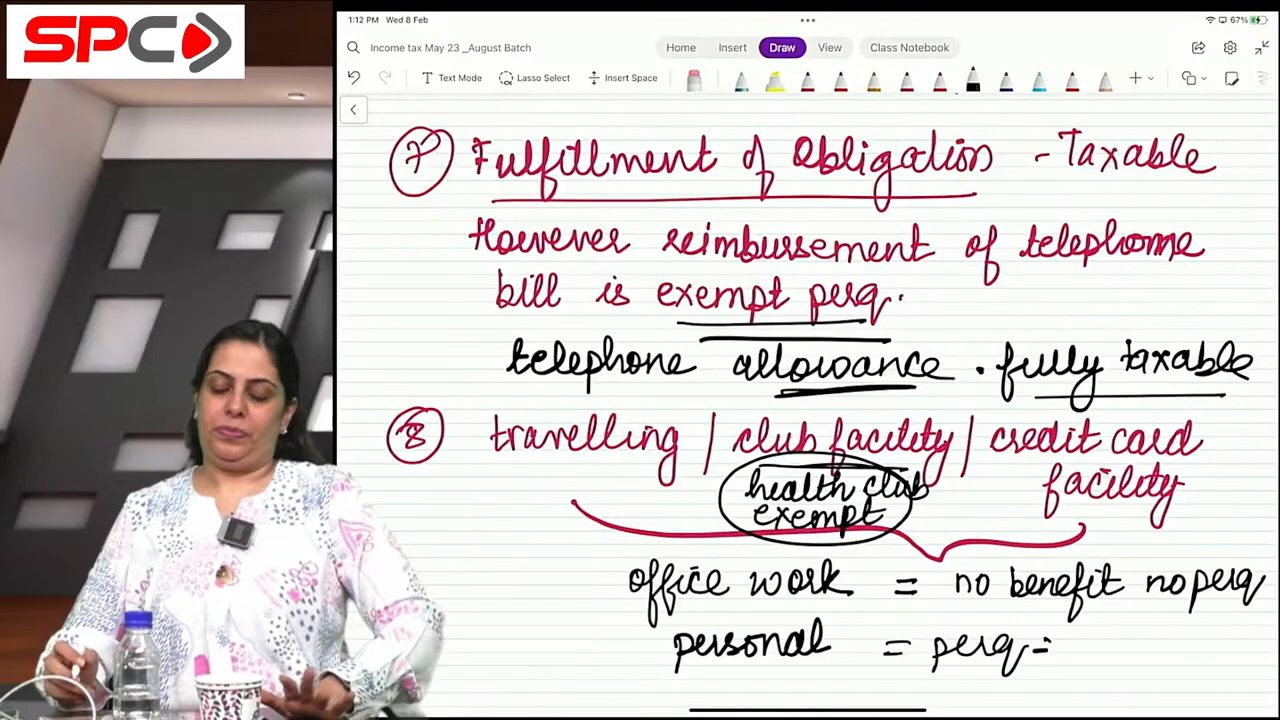 SPC
1:12 PM Wed 8 Feb
67%
Income tax May 23 _August Batch
Home Insert Draw View Class Notebook
Text Mode Lasso Select Insert Space
7 Fulfillment of Obligation - Taxable
However reimbursement of telephone
bill is exempt perq.
telephone allowance . fully taxable
8 travelling / club facility / credit card
facility
health club
exempt
office work = no benefit no perq
personal = perq =